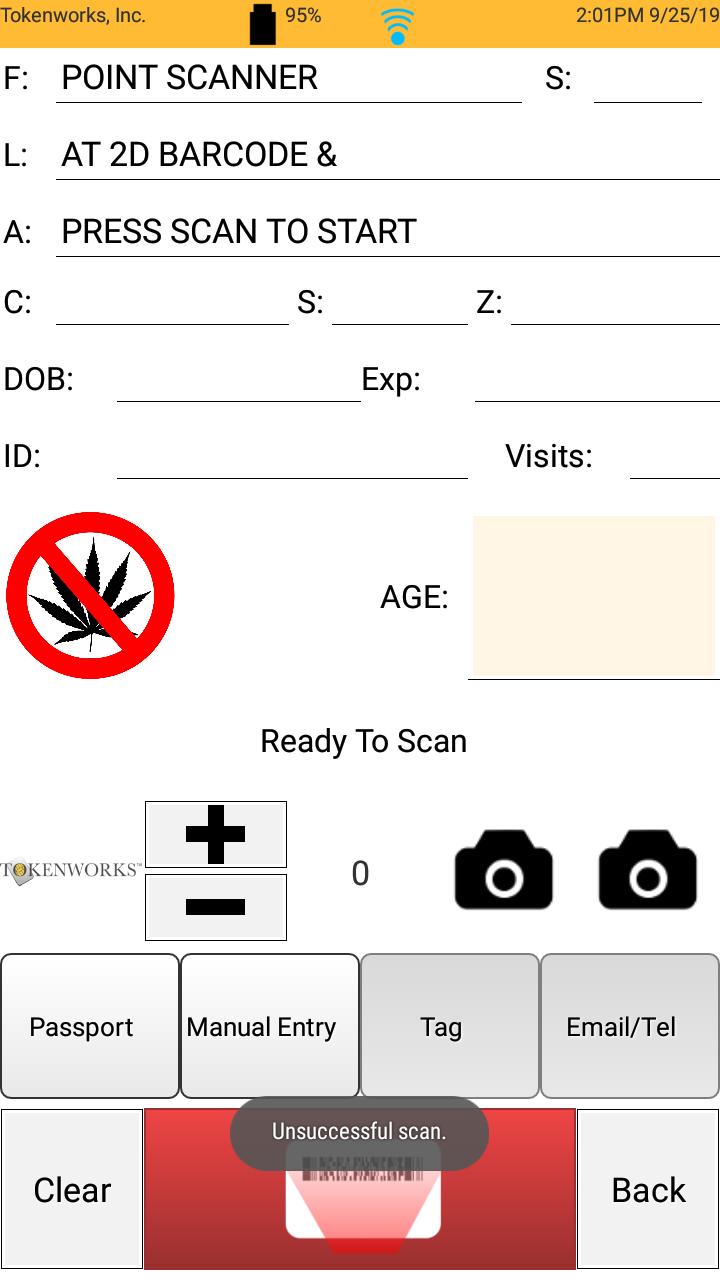 Tokenworks, Inc. 95% 2:01PM 9/25/19
F: POINT SCANNER S:
L: AT 2D BARCODE &
A: PRESS SCAN TO START
C: S: Z:
DOB: Exp:
ID: Visits:
AGE:
Ready To Scan
TOKENWORKS™ 0
Passport Manual Entry Tag Email/Tel
Unsuccessful scan.
Clear Back